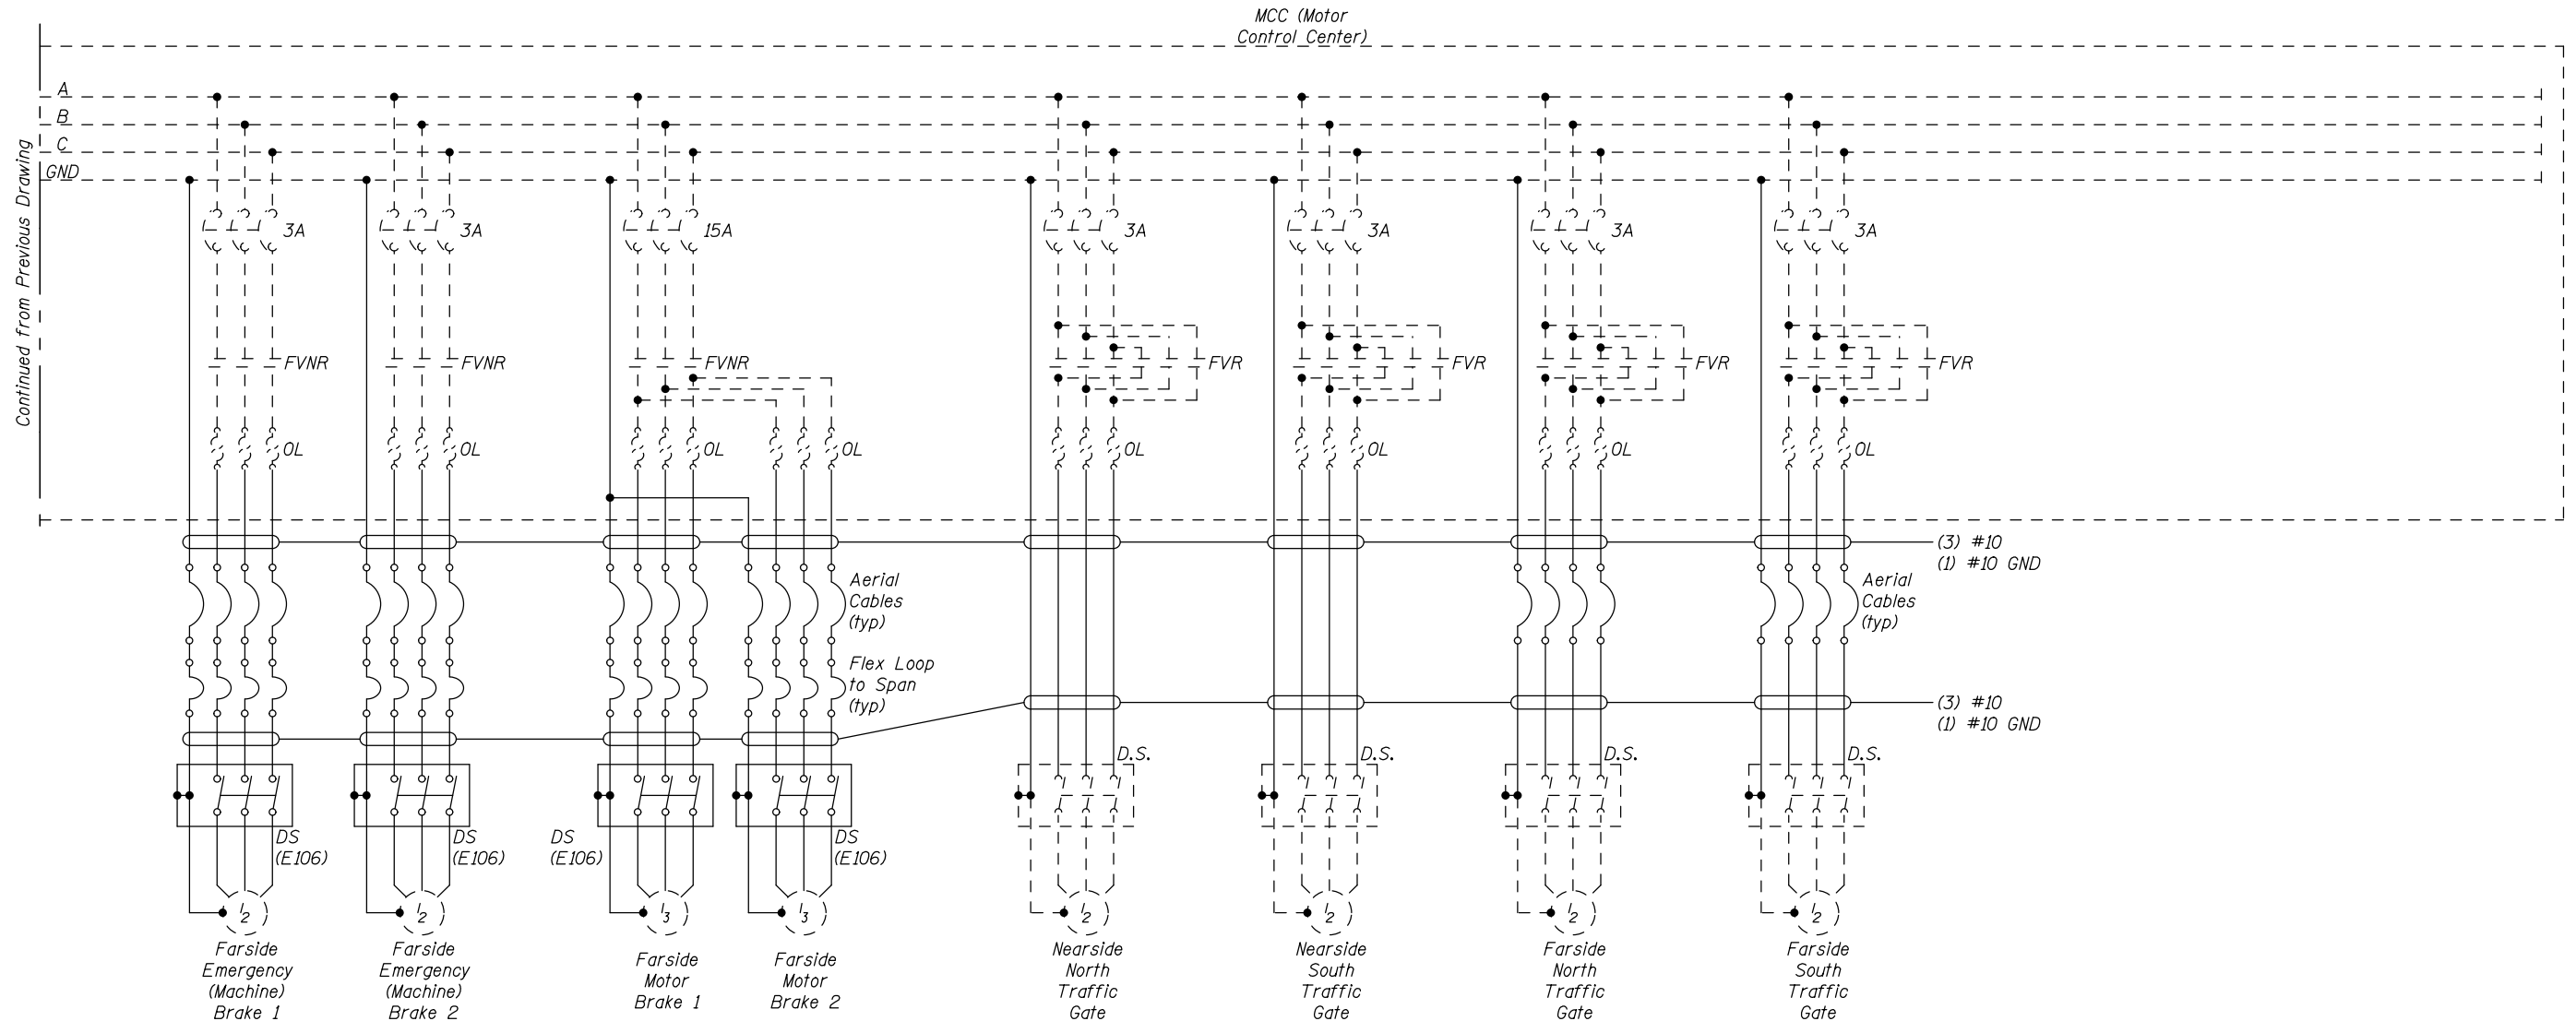 MCC (Motor
Control Center)
Continued from Previous Drawing
A
B
C
GND
3A
3A
15A
3A
3A
3A
3A
FVNR
FVNR
FVNR
FVR
FVR
FVR
FVR
OL
OL
OL
OL
OL
OL
OL
OL
(3) #10
(1) #10 GND
Aerial
Cables
(typ)
Aerial
Cables
(typ)
Flex Loop
to Span
(typ)
(3) #10
(1) #10 GND
D.S.
D.S.
D.S.
D.S.
DS
(E106)
DS
(E106)
DS
(E106)
DS
(E106)
1/2
1/2
1/3
1/3
1/2
1/2
1/2
1/2
Farside
Emergency
(Machine)
Brake 1
Farside
Emergency
(Machine)
Brake 2
Farside
Motor
Brake 1
Farside
Motor
Brake 2
Nearside
North
Traffic
Gate
Nearside
South
Traffic
Gate
Farside
North
Traffic
Gate
Farside
South
Traffic
Gate